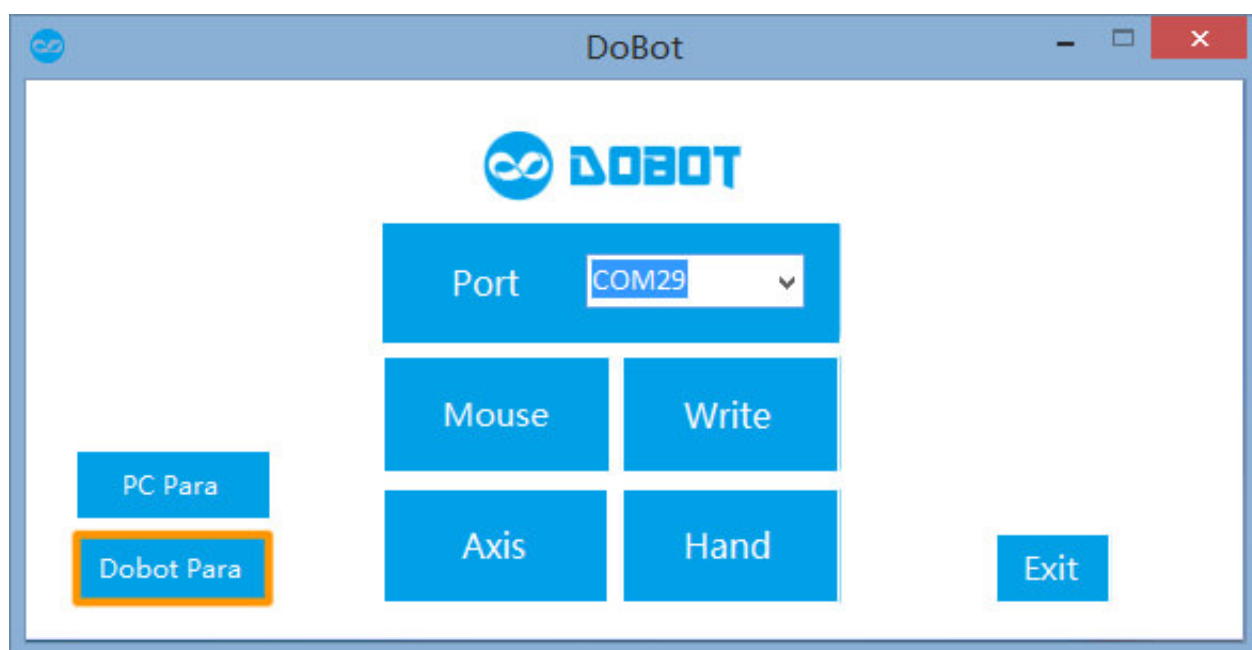 DoBot
DOBOT
Port COM29
Mouse Write
PC Para
Axis Hand
Dobot Para
Exit